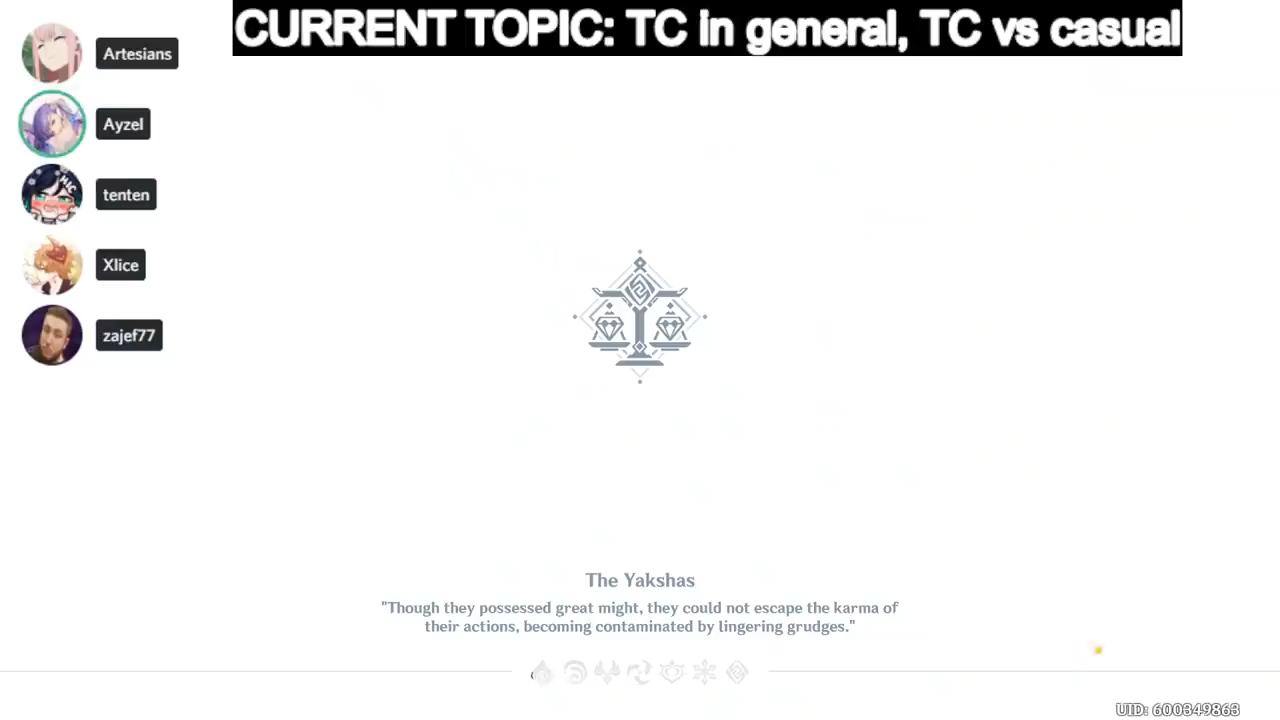 CURRENT TOPIC: TC in general, TC vs casual
Artesians
Ayzel
tenten
Xlice
zajef77
The Yakshas
"Though they possessed great might, they could not escape the karma of
their actions, becoming contaminated by lingering grudges."
UID: 600349863